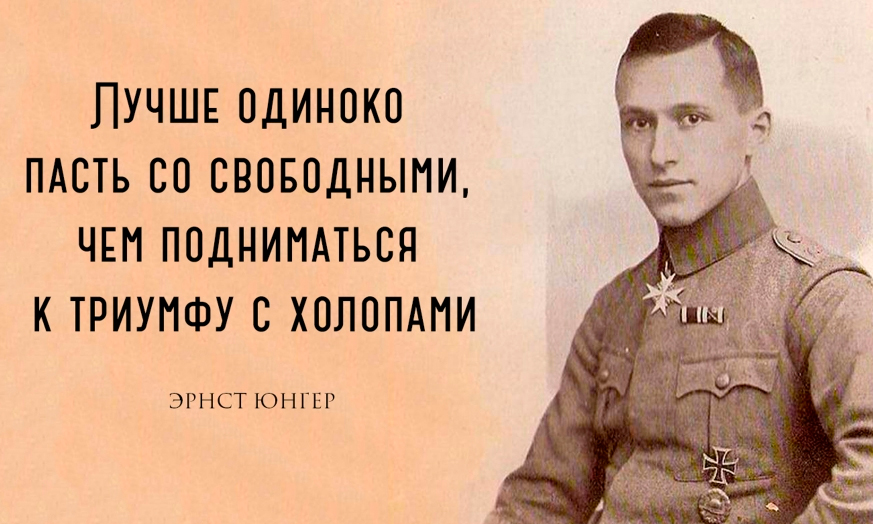 Лучше одиноко
пасть со свободными,
чем подниматься
к триумфу с холопами
ЭРНСТ ЮНГЕР